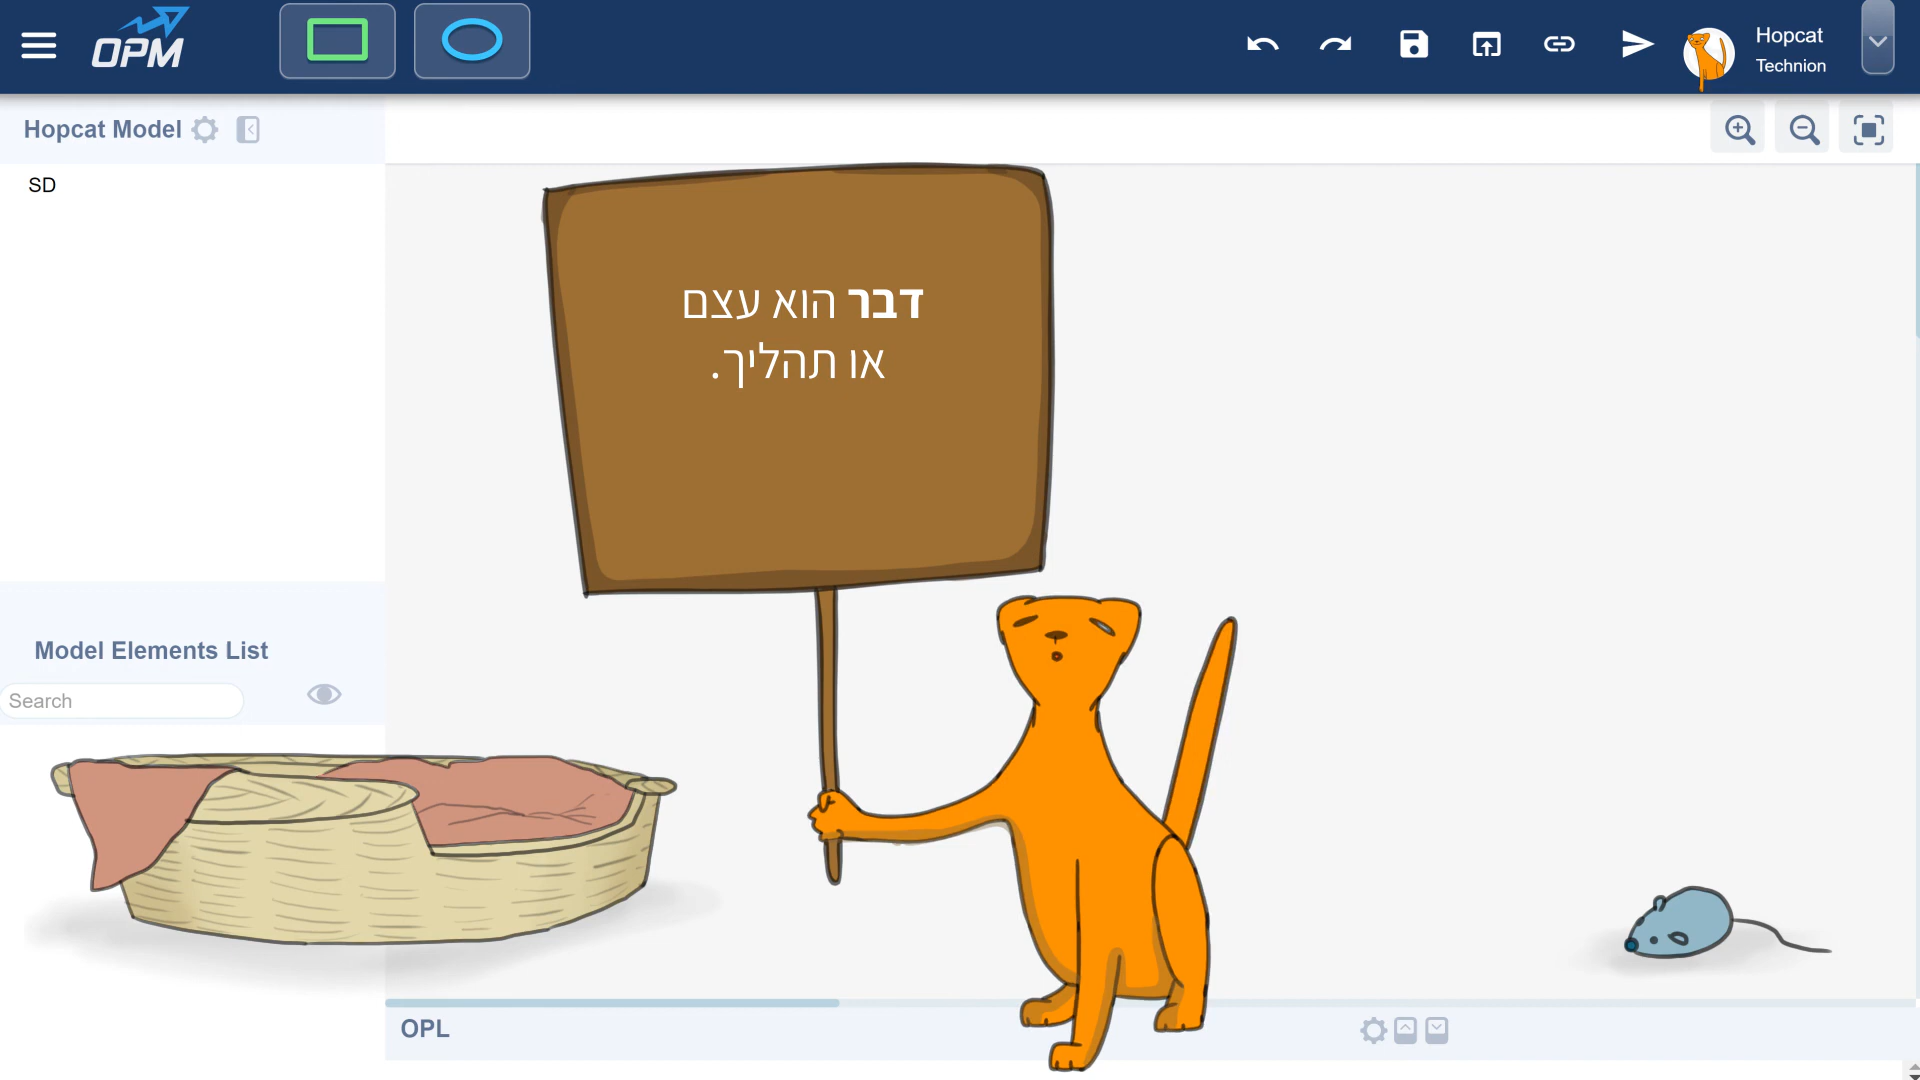 OPM
Hopcat
Technion
Hopcat Model
SD
דבר הוא עצם
או תהליך.
Model Elements List
Search
OPL